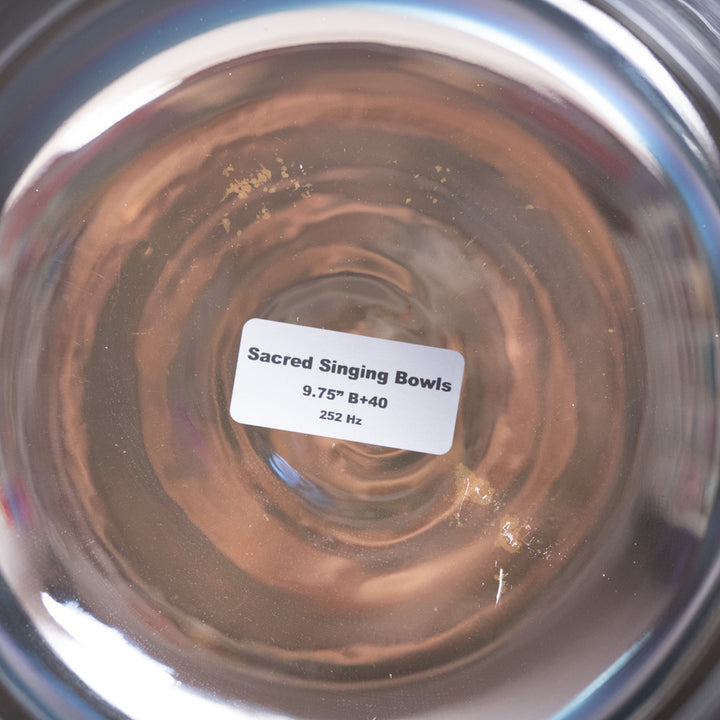 Sacred Singing Bowls
9.75” B+40
252 Hz